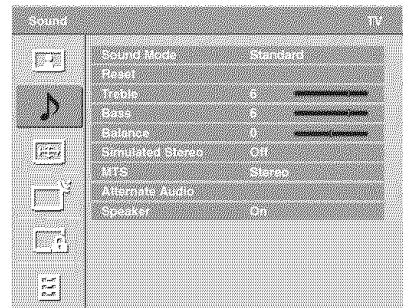 Sound TV
Sound Mode Standard
Reset
Treble 6
Bass 6
Balance 0
Simulated Stereo Off
MTS Stereo
Alternate Audio
Speaker On